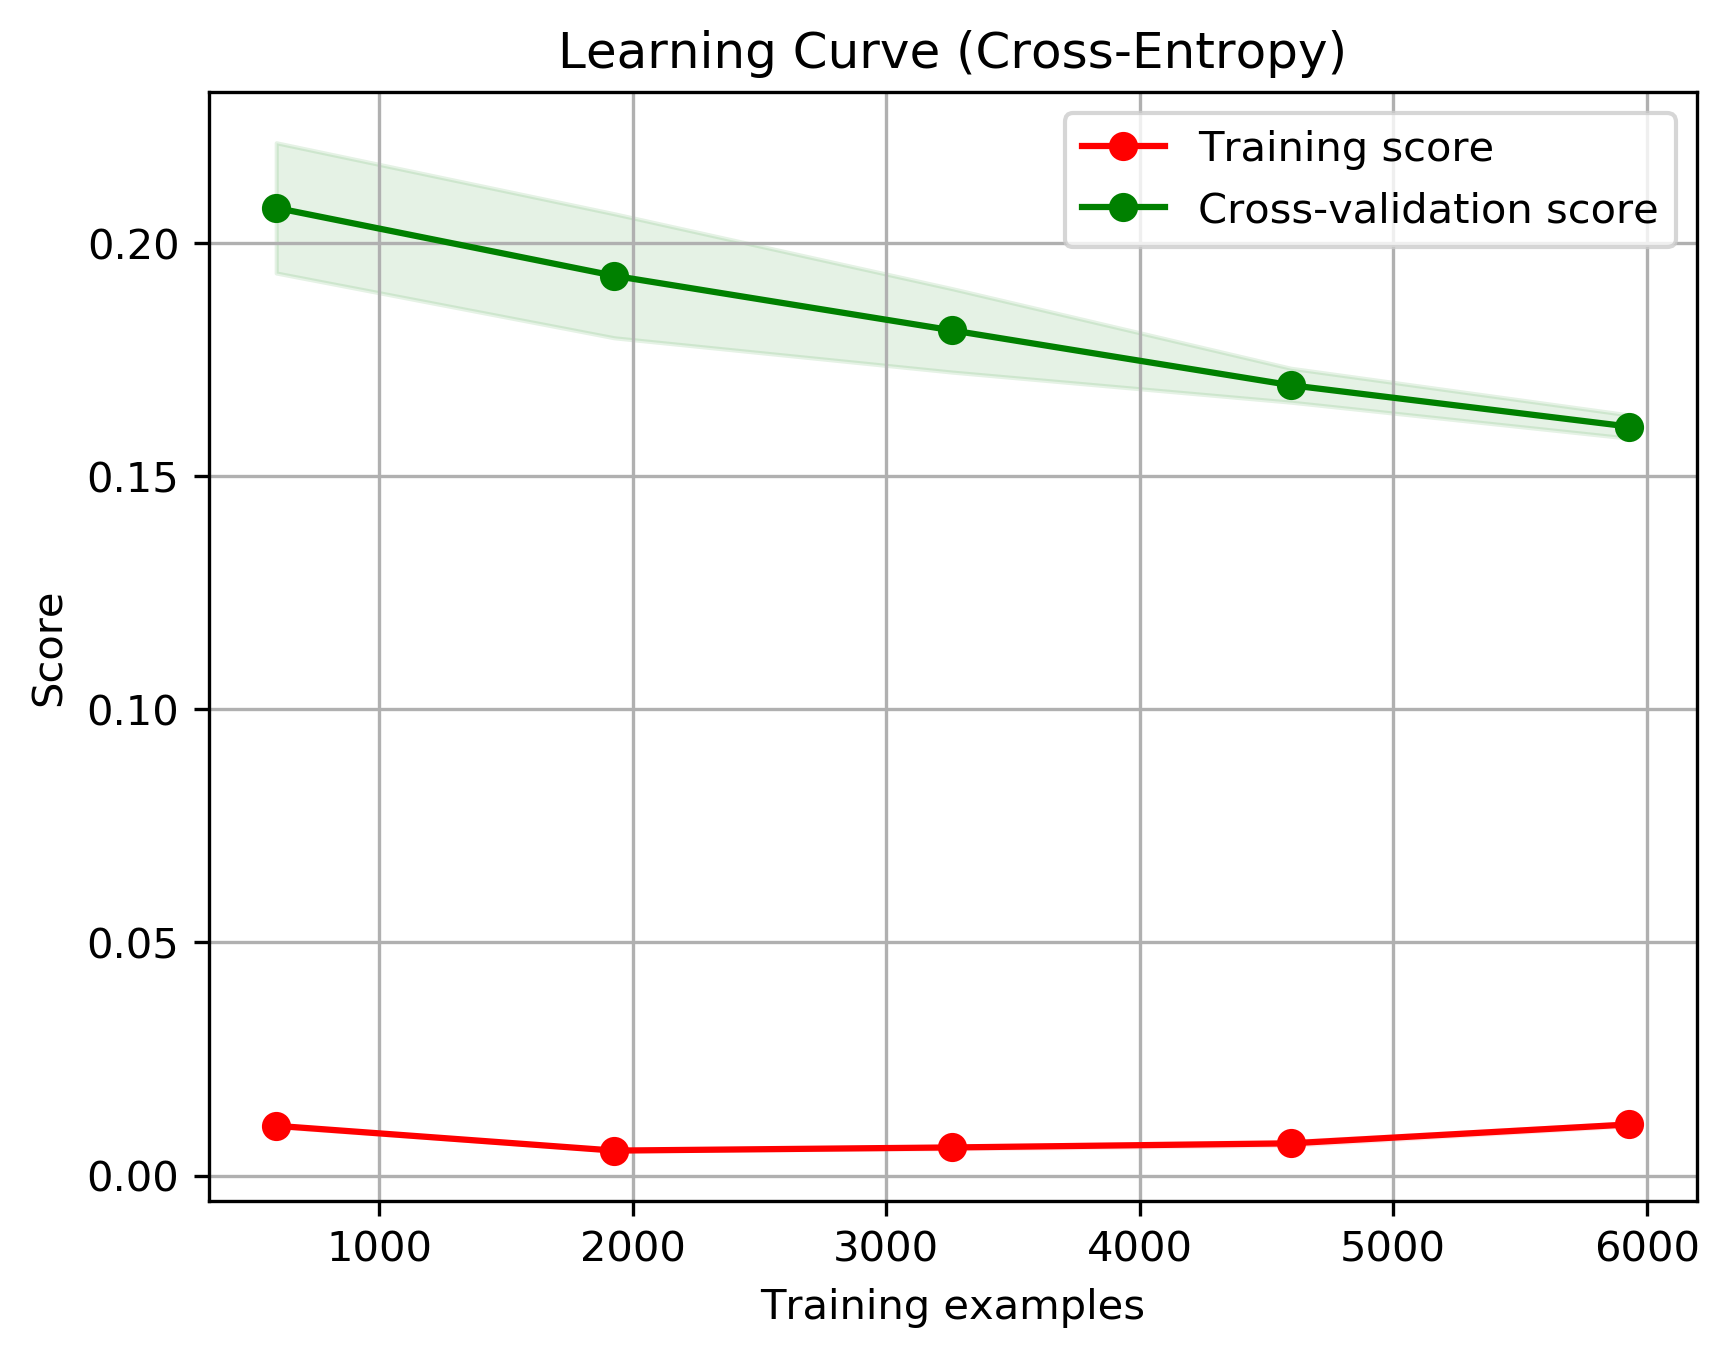 Learning Curve (Cross-Entropy)
Training score
Cross-validation score
0.20
0.15
0.10
0.05
0.00
Score
1000 2000 3000 4000 5000 6000
Training examples